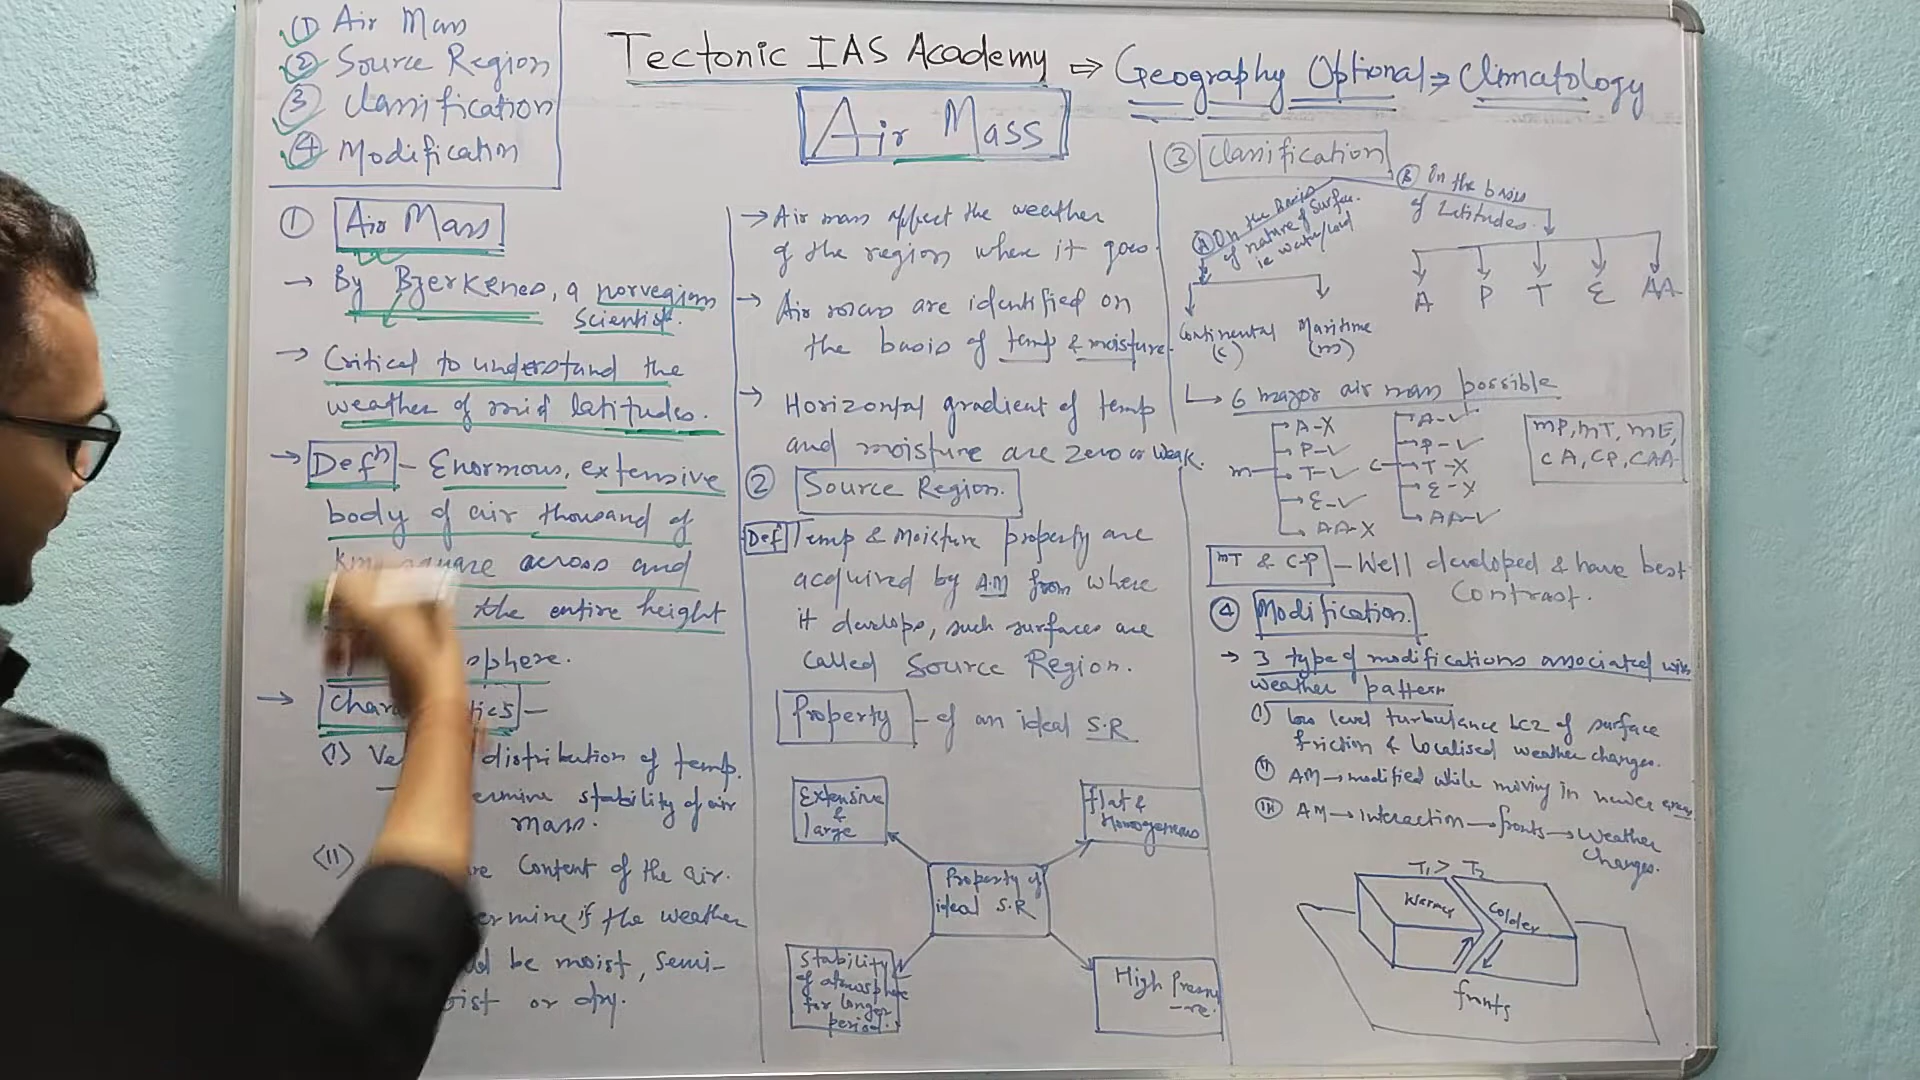 ① Air Mass
② Source Region
③ Classification
④ Modification
Tectonic IAS Academy ⇒ Geography Optional ⇒ Climatology
Air Mass
① Air Mass
→ By Bjerkenes, a norvegian
scientist.
→ Critical to understand the
weather of mid latitudes.
→ Defⁿ - Enormous, extensive
body of air thousand of
square across and
the entire height
sphere.
→ Chara tics -
(I) Ve distribution of temp.
ermine stability of air
mass.
(II) re Content of the air.
ermine if the weather
ld be moist, semi-
ist or dry.
→ Air mass affect the weather
of the region where it goes.
→ Air mass are identified on
the basis of temp & moisture.
→ Horizontal gradient of temp
and moisture are zero or weak.
② Source Region.
Def Temp & Moisture property are
acquired by A.M from where
it develops, such surfaces are
called Source Region.
Property - of an ideal S.R
Extensive
&
large
flat &
Homogeneous
Property of
ideal S.R
Stability
of atmosphere
for longer
period.
High Pressu
-re.
③ Classification
Ⓐ On the Basis
of nature of Surface.
ie water/land
Ⓑ On the basis
of Latitudes.
Continental
(c)
Maritime
(m)
A P T E AA
↳ 6 major air mass possible
m
A-X
P-✓
T-✓
E-✓
AA-X
c
A-✓
P-✓
T-X
E-X
AA-✓
mP, mT, mE,
cA, cP, cAA
mT & c-P - Well developed & have best
Contrast.
④ Modification.
→ 3 type of modifications associated with
weather pattern
(I) low level turbulance bcz of surface
friction & localised weather changes.
(II) AM → modified while moving in newer areas
(III) AM → interaction → fronts → weather
changes.
T₁ > T₂
Warmer
Colder
fronts